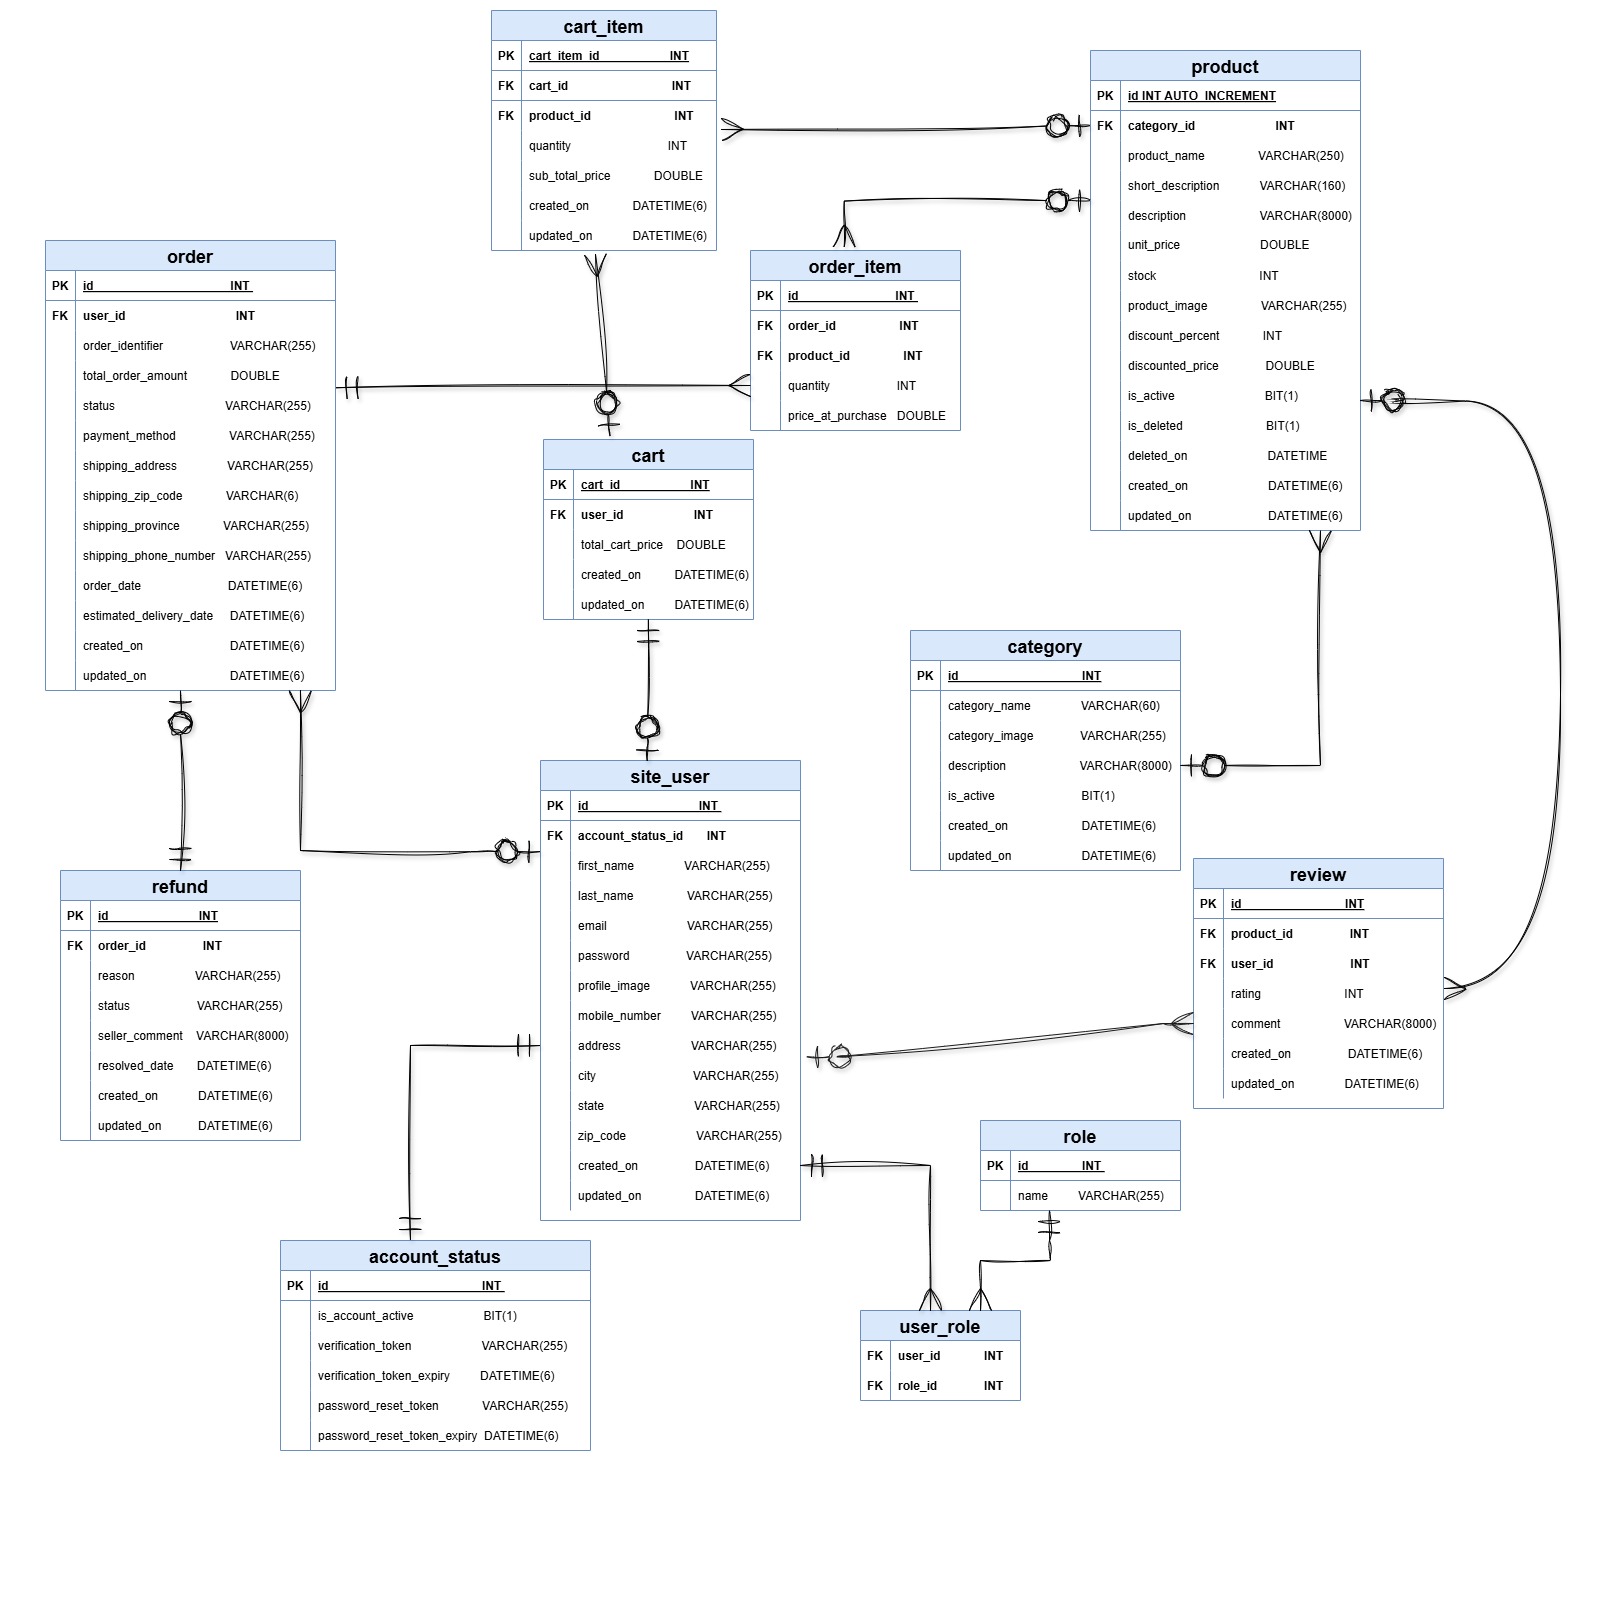 cart_item
PK cart_item_id INT
FK cart_id INT
FK product_id INT
quantity INT
sub_total_price DOUBLE
created_on DATETIME(6)
updated_on DATETIME(6)
product
PK id INT AUTO_INCREMENT
FK category_id INT
product_name VARCHAR(250)
short_description VARCHAR(160)
description VARCHAR(8000)
unit_price DOUBLE
stock INT
product_image VARCHAR(255)
discount_percent INT
discounted_price DOUBLE
is_active BIT(1)
is_deleted BIT(1)
deleted_on DATETIME
created_on DATETIME(6)
updated_on DATETIME(6)
order
PK id INT
FK user_id INT
order_identifier VARCHAR(255)
total_order_amount DOUBLE
status VARCHAR(255)
payment_method VARCHAR(255)
shipping_address VARCHAR(255)
shipping_zip_code VARCHAR(6)
shipping_province VARCHAR(255)
shipping_phone_number VARCHAR(255)
order_date DATETIME(6)
estimated_delivery_date DATETIME(6)
created_on DATETIME(6)
updated_on DATETIME(6)
order_item
PK id INT
FK order_id INT
FK product_id INT
quantity INT
price_at_purchase DOUBLE
cart
PK cart_id INT
FK user_id INT
total_cart_price DOUBLE
created_on DATETIME(6)
updated_on DATETIME(6)
category
PK id INT
category_name VARCHAR(60)
category_image VARCHAR(255)
description VARCHAR(8000)
is_active BIT(1)
created_on DATETIME(6)
updated_on DATETIME(6)
site_user
PK id INT
FK account_status_id INT
first_name VARCHAR(255)
last_name VARCHAR(255)
email VARCHAR(255)
password VARCHAR(255)
profile_image VARCHAR(255)
mobile_number VARCHAR(255)
address VARCHAR(255)
city VARCHAR(255)
state VARCHAR(255)
zip_code VARCHAR(255)
created_on DATETIME(6)
updated_on DATETIME(6)
refund
PK id INT
FK order_id INT
reason VARCHAR(255)
status VARCHAR(255)
seller_comment VARCHAR(8000)
resolved_date DATETIME(6)
created_on DATETIME(6)
updated_on DATETIME(6)
review
PK id INT
FK product_id INT
FK user_id INT
rating INT
comment VARCHAR(8000)
created_on DATETIME(6)
updated_on DATETIME(6)
role
PK id INT
name VARCHAR(255)
account_status
PK id INT
is_account_active BIT(1)
verification_token VARCHAR(255)
verification_token_expiry DATETIME(6)
password_reset_token VARCHAR(255)
password_reset_token_expiry DATETIME(6)
user_role
FK user_id INT
FK role_id INT